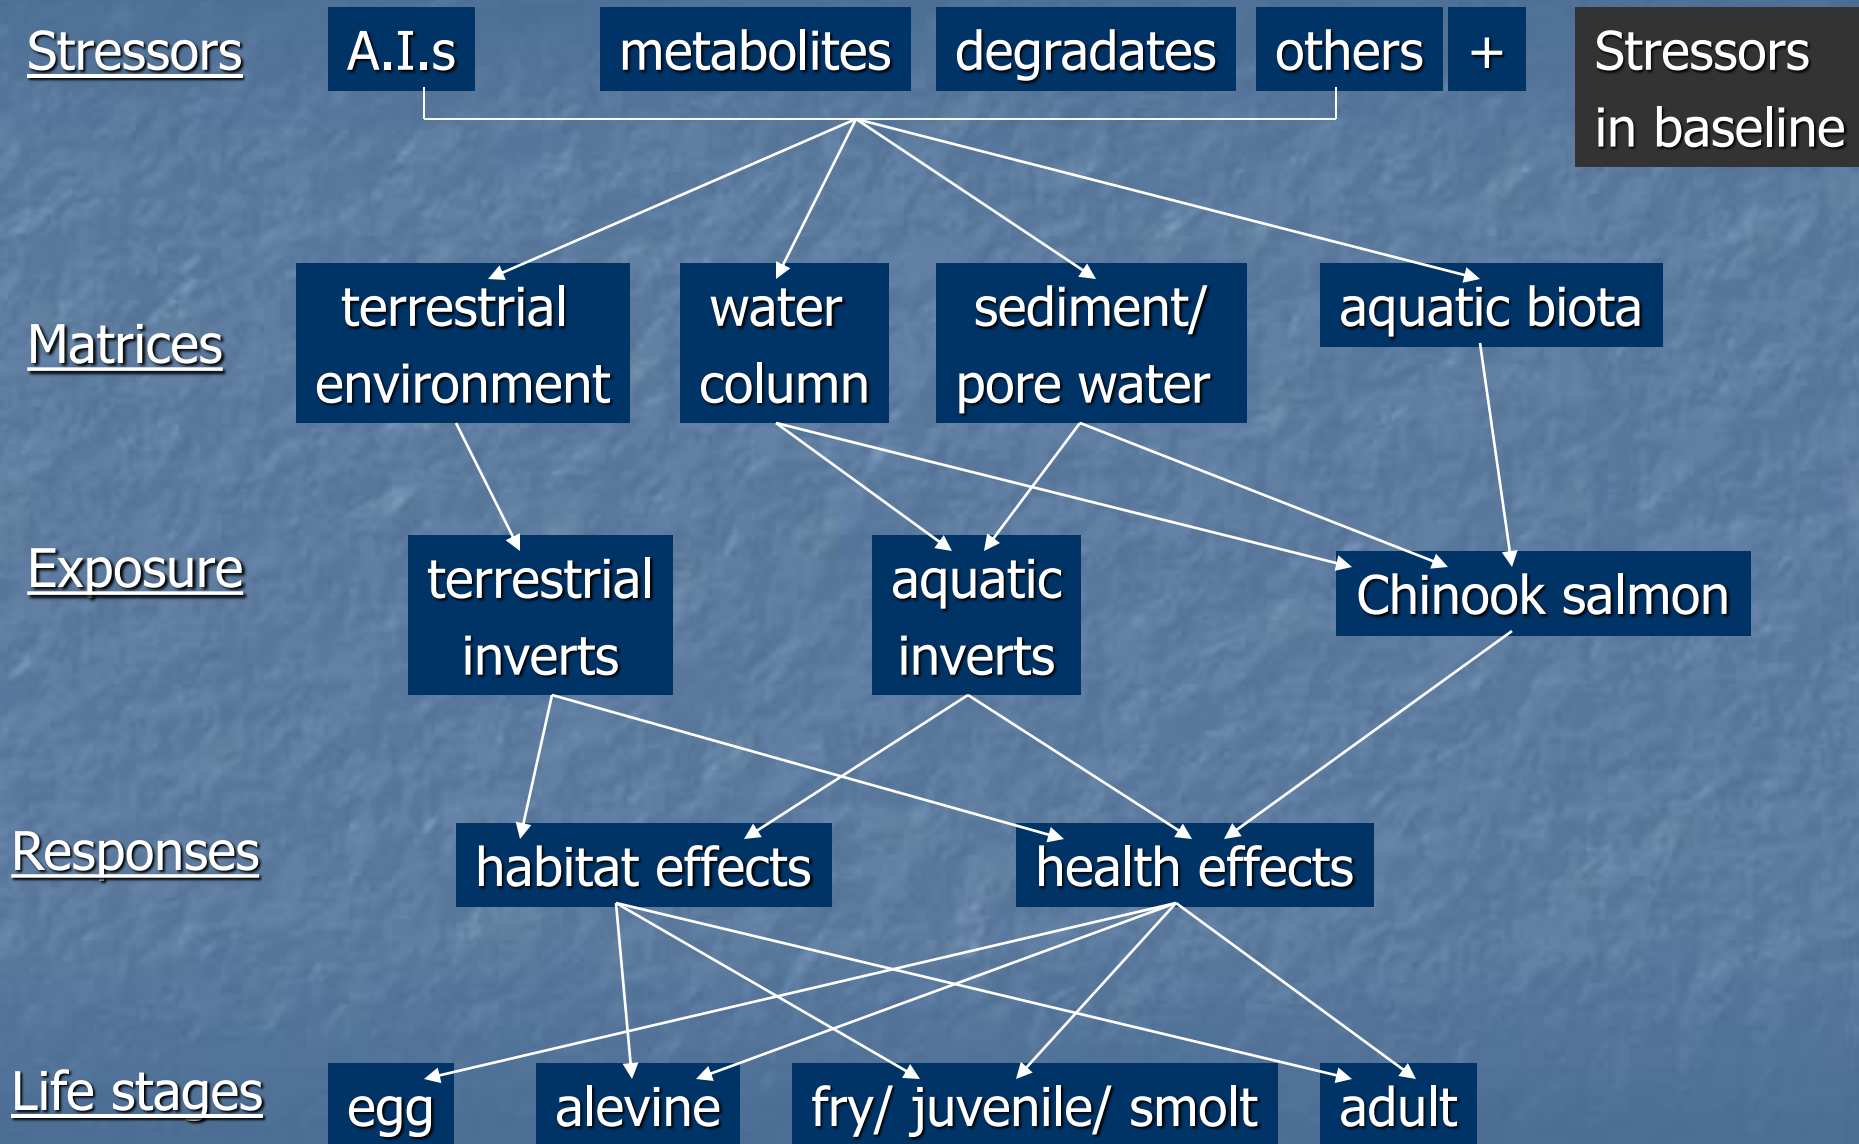 Stressors
A.I.s
metabolites
degradates
others
+
Stressors
in baseline
Matrices
terrestrial
environment
water
column
sediment/
pore water
aquatic biota
Exposure
terrestrial
inverts
aquatic
inverts
Chinook salmon
Responses
habitat effects
health effects
Life stages
egg
alevine
fry/ juvenile/ smolt
adult